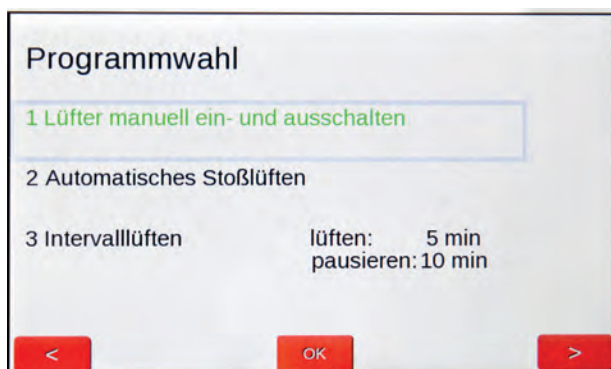 Programmwahl
1 Lüfter manuell ein- und ausschalten
2 Automatisches Stoßlüften
3 Intervalllüften lüften: 5 min
pausieren: 10 min
< OK >